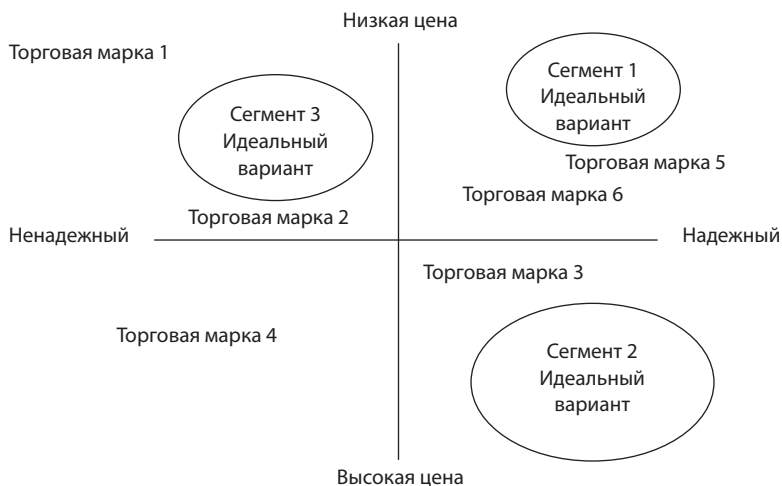 Низкая цена
Торговая марка 1
Сегмент 1
Идеальный
вариант
Сегмент 3
Идеальный
вариант
Торговая марка 5
Торговая марка 6
Торговая марка 2
Ненадежный
Надежный
Торговая марка 3
Торговая марка 4
Сегмент 2
Идеальный
вариант
Высокая цена